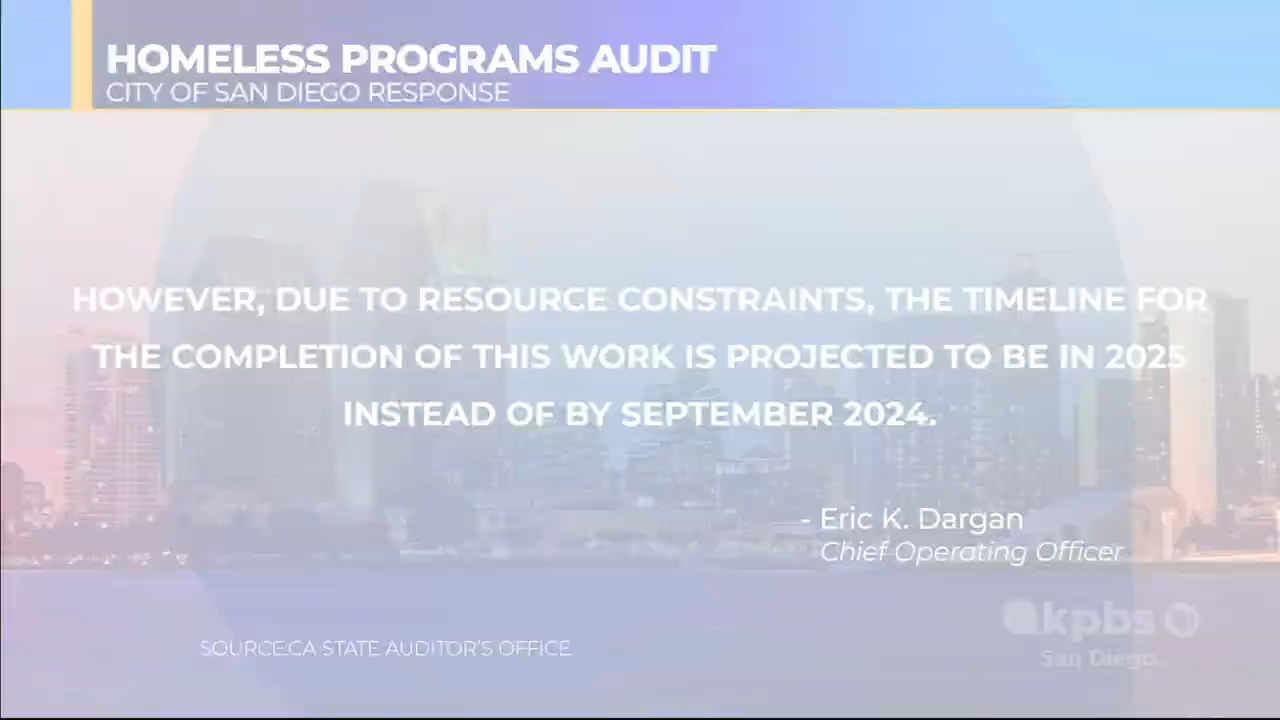 HOMELESS PROGRAMS AUDIT
CITY OF SAN DIEGO RESPONSE
HOWEVER, DUE TO RESOURCE CONSTRAINTS, THE TIMELINE FOR
THE COMPLETION OF THIS WORK IS PROJECTED TO BE IN 2025
INSTEAD OF BY SEPTEMBER 2024.
- Eric K. Dargan
Chief Operating Officer
kpbs
San Diego
SOURCE:CA STATE AUDITOR'S OFFICE